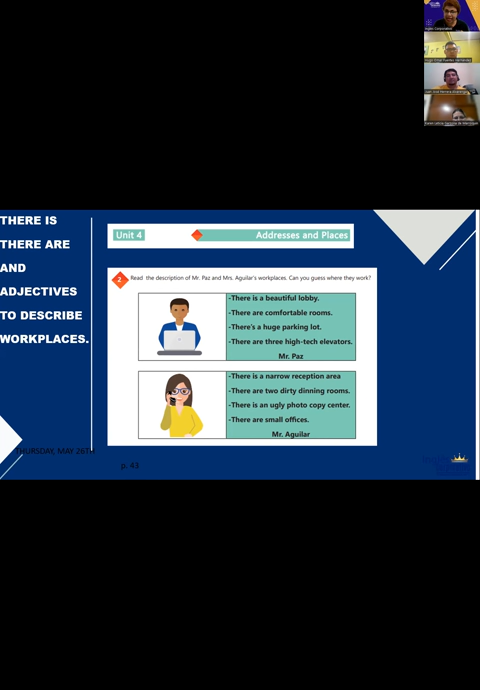 THERE IS
THERE ARE
AND
ADJECTIVES
TO DESCRIBE
WORKPLACES.
THURSDAY, MAY 26TH
Unit 4
Addresses and Places
2
Read the description of Mr. Paz and Mrs. Aguilar's workplaces. Can you guess where they work?
-There is a beautiful lobby.
-There are comfortable rooms.
-There's a huge parking lot.
-There are three high-tech elevators.
Mr. Paz
-There is a narrow reception area
-There are two dirty dinning rooms.
-There is an ugly photo copy center.
-There are small offices.
Mr. Aguilar
p. 43